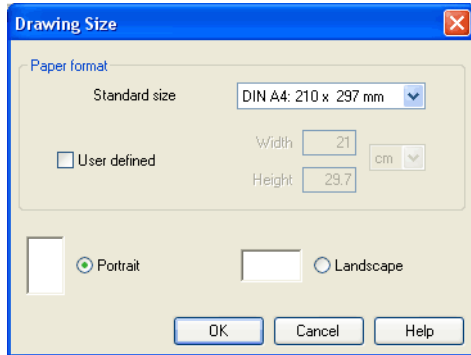 Drawing Size
Paper format
Standard size DIN A4: 210 x 297 mm
Width 21
User defined cm
Height 29.7
Portrait Landscape
OK Cancel Help